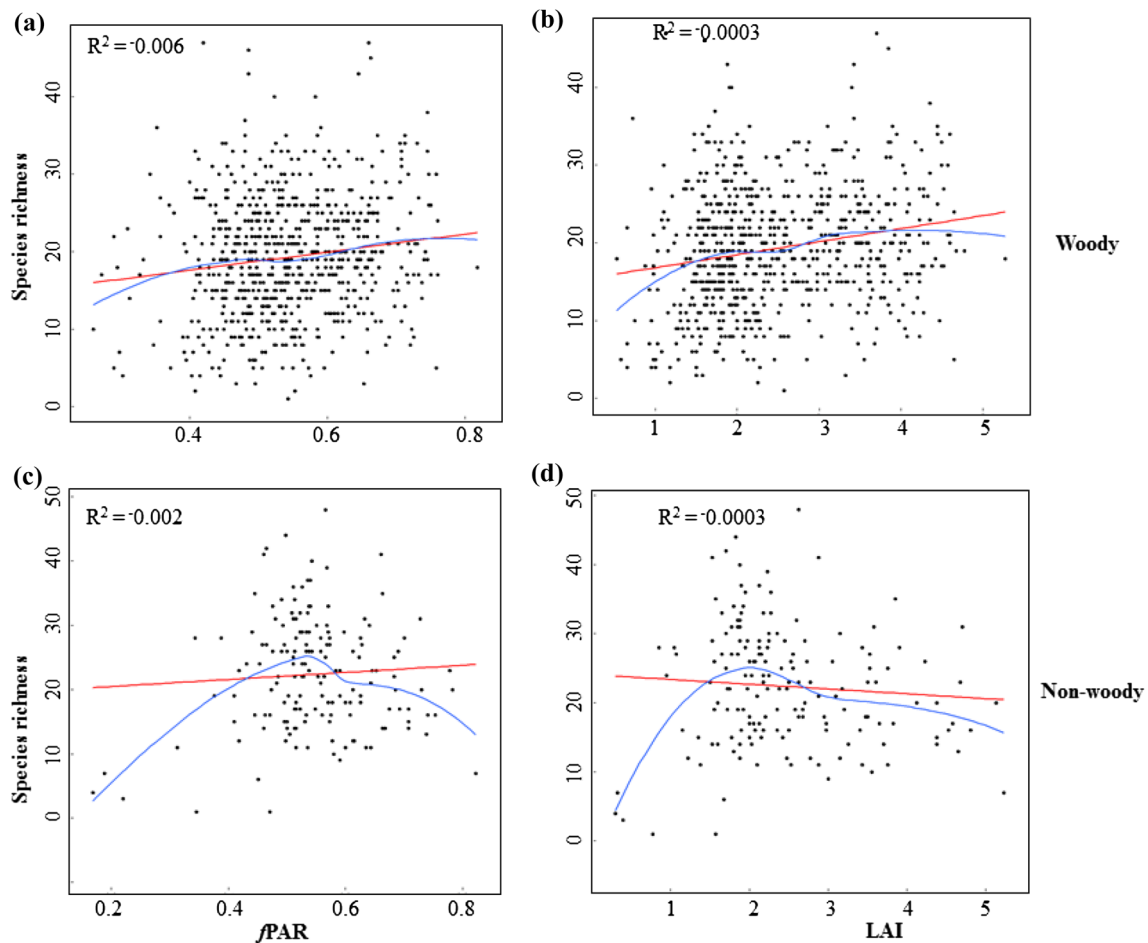 (a)
R² = -0.006
Species richness
0
10
20
30
40
0.4
0.6
0.8
(b)
R² = -0.0003
0
10
20
30
40
1
2
3
4
5
Woody
(c)
R² = -0.002
Species richness
0
10
20
30
40
50
0.2
0.4
0.6
0.8
fPAR
(d)
R² = -0.0003
0
10
20
30
40
50
1
2
3
4
5
LAI
Non-woody